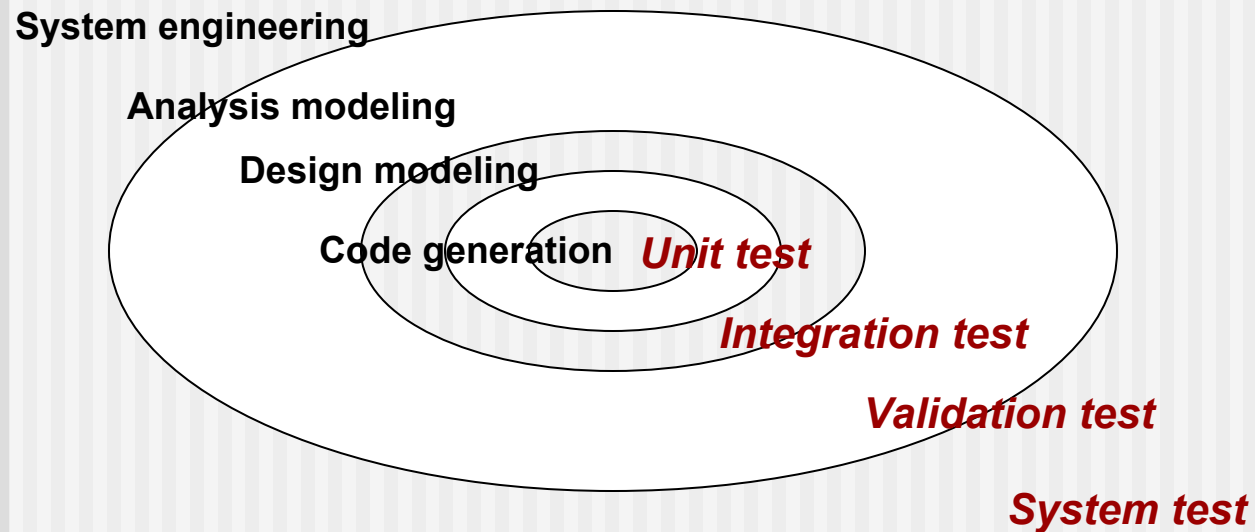 System engineering
Analysis modeling
Design modeling
Code generation
Unit test
Integration test
Validation test
System test